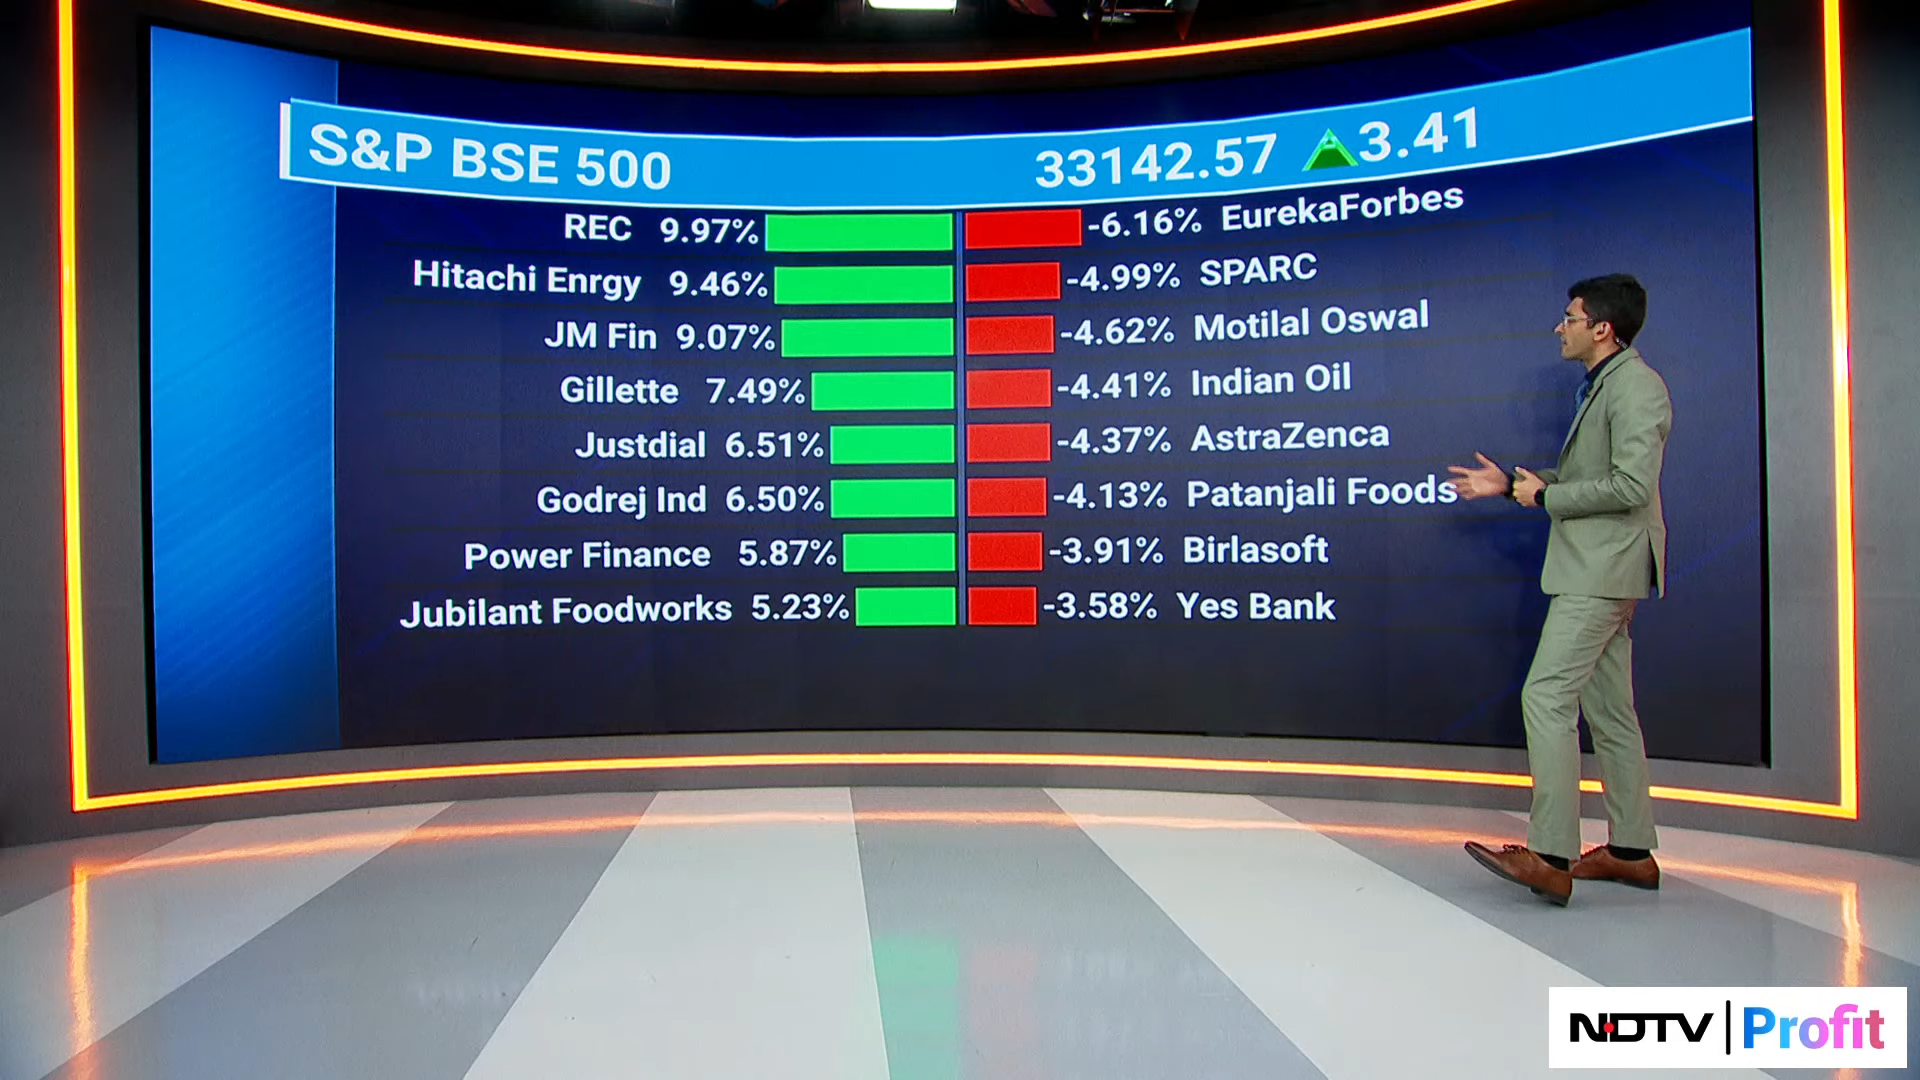 S&P BSE 500 33142.57 3.41
REC 9.97% -6.16% EurekaForbes
Hitachi Enrgy 9.46% -4.99% SPARC
JM Fin 9.07% -4.62% Motilal Oswal
Gillette 7.49% -4.41% Indian Oil
Justdial 6.51% -4.37% AstraZenca
Godrej Ind 6.50% -4.13% Patanjali Foods
Power Finance 5.87% -3.91% Birlasoft
Jubilant Foodworks 5.23% -3.58% Yes Bank
NDTV Profit